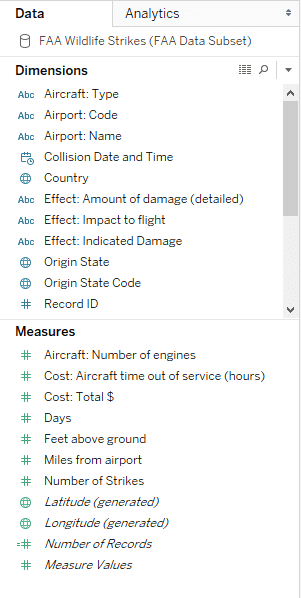 Data
Analytics
FAA Wildlife Strikes (FAA Data Subset)
Dimensions
Abc Aircraft: Type
Abc Airport: Code
Abc Airport: Name
Collision Date and Time
Country
Abc Effect: Amount of damage (detailed)
Abc Effect: Impact to flight
Abc Effect: Indicated Damage
Origin State
Origin State Code
# Record ID
Measures
# Aircraft: Number of engines
# Cost: Aircraft time out of service (hours)
# Cost: Total $
# Days
# Feet above ground
# Miles from airport
# Number of Strikes
Latitude (generated)
Longitude (generated)
=# Number of Records
# Measure Values